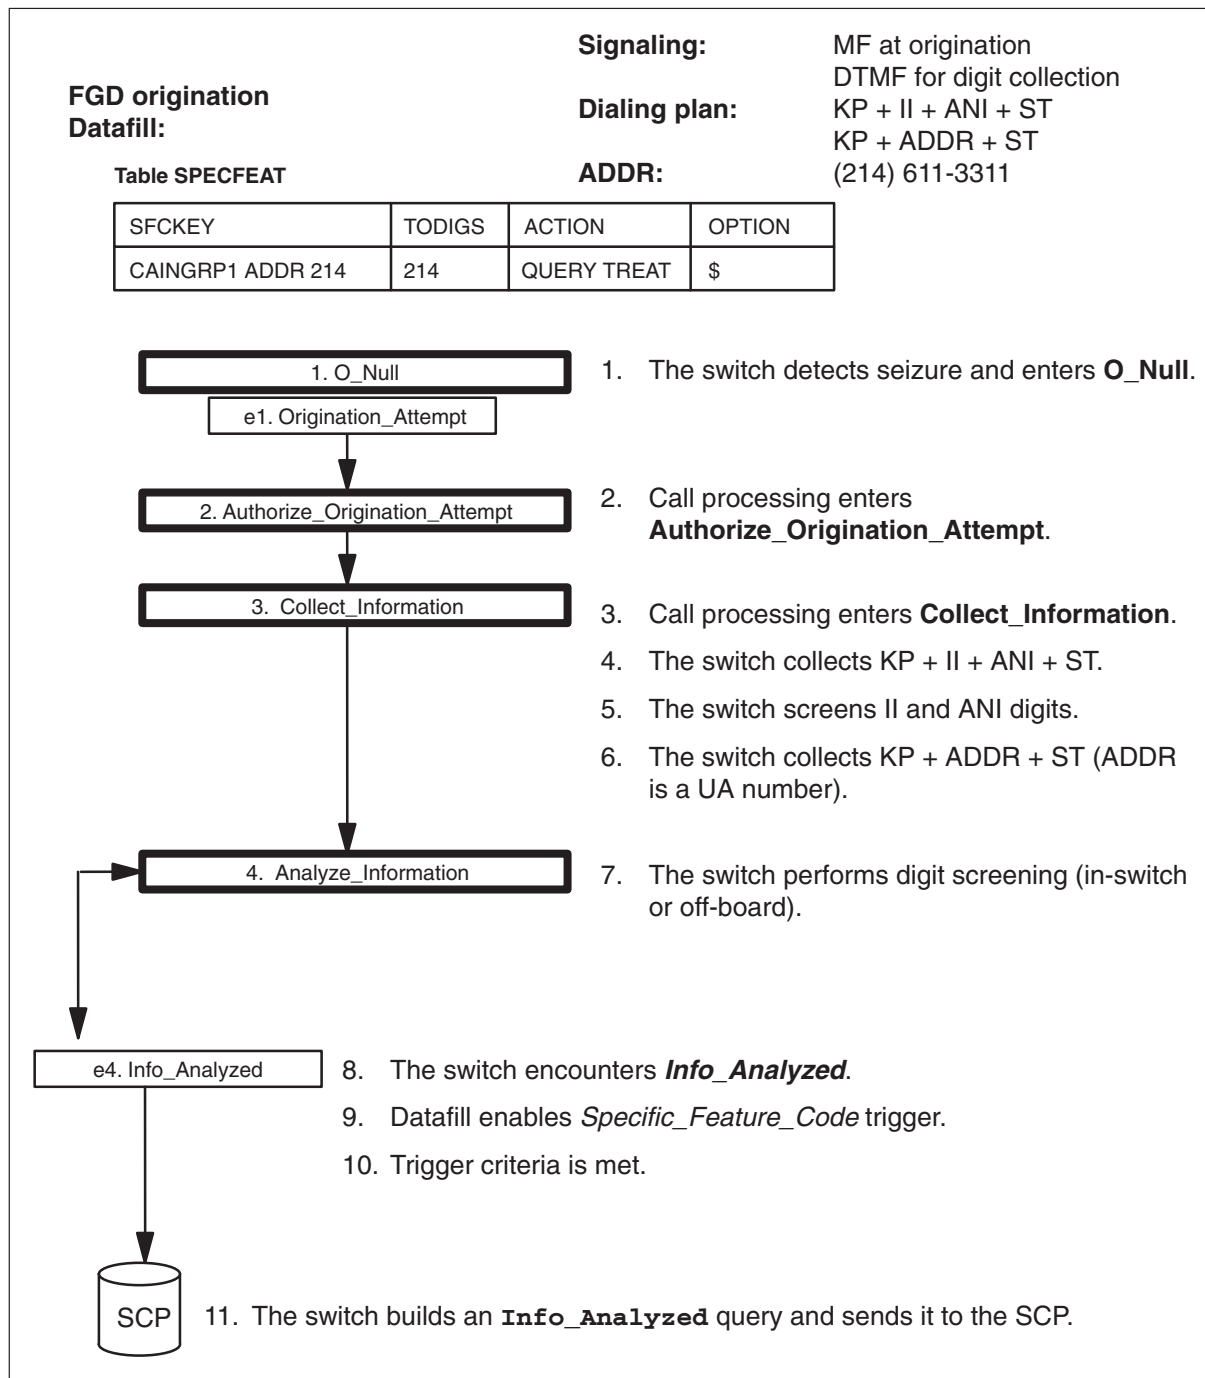 Signaling: MF at origination
DTMF for digit collection
FGD origination
Datafill:
Dialing plan: KP + II + ANI + ST
KP + ADDR + ST
ADDR: (214) 611-3311
Table SPECFEAT
SFCKEY TODIGS ACTION OPTION
CAINGRP1 ADDR 214 214 QUERY TREAT $
1. O_Null
1. The switch detects seizure and enters O_Null.
e1. Origination_Attempt
2. Authorize_Origination_Attempt
2. Call processing enters
Authorize_Origination_Attempt.
3. Collect_Information
3. Call processing enters Collect_Information.
4. The switch collects KP + II + ANI + ST.
5. The switch screens II and ANI digits.
6. The switch collects KP + ADDR + ST (ADDR
is a UA number).
4. Analyze_Information
7. The switch performs digit screening (in-switch
or off-board).
e4. Info_Analyzed
8. The switch encounters Info_Analyzed.
9. Datafill enables Specific_Feature_Code trigger.
10. Trigger criteria is met.
SCP
11. The switch builds an Info_Analyzed query and sends it to the SCP.